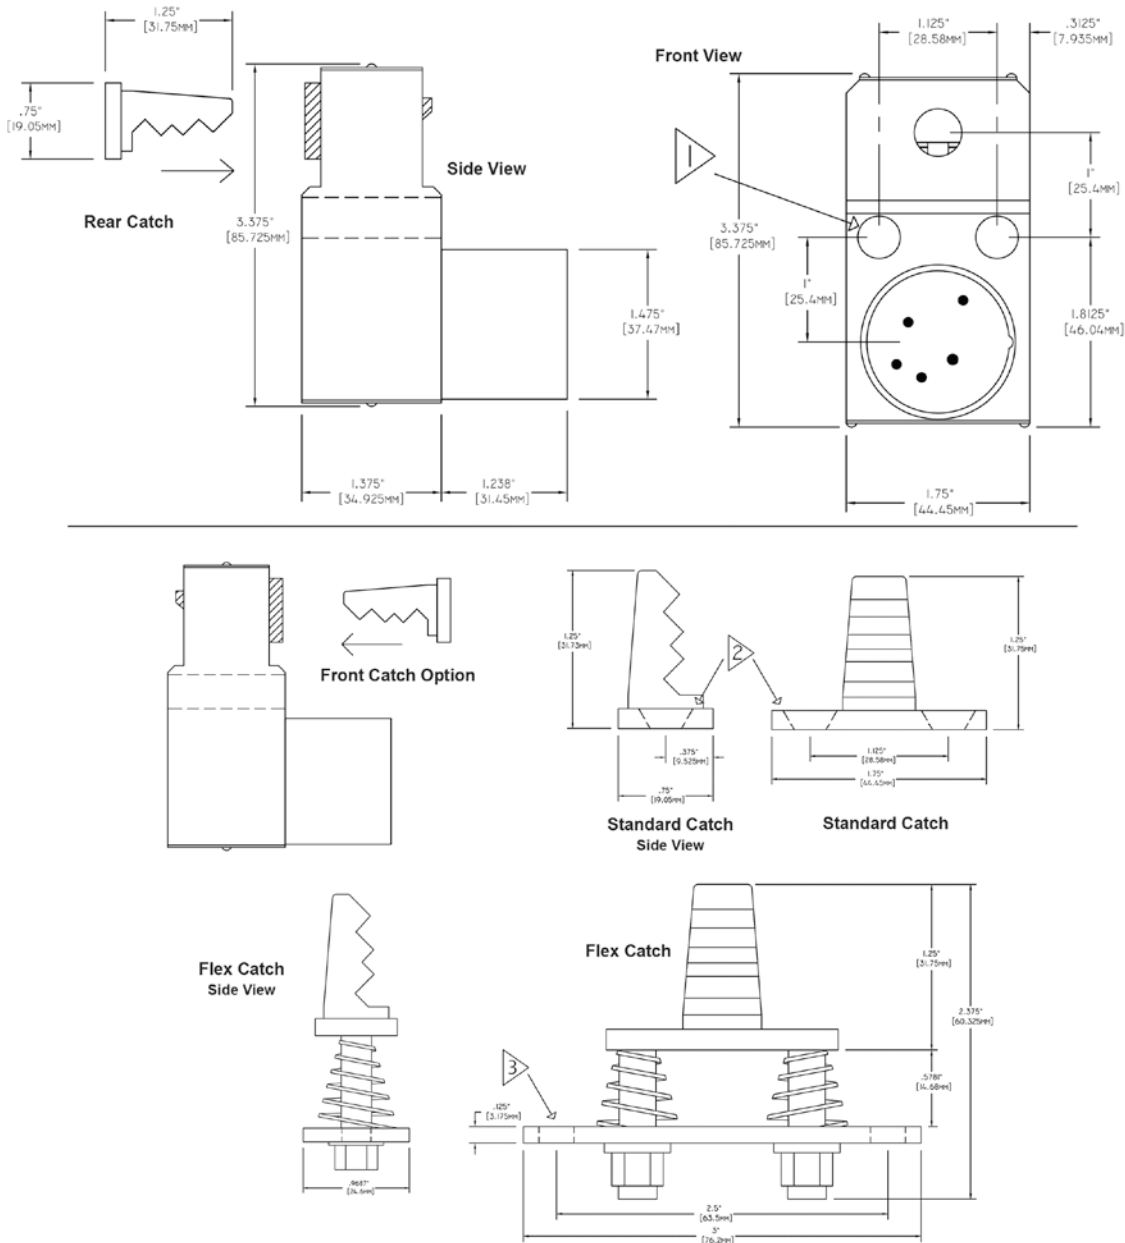 1.25"
[31.75MM]
.75"
[19.05MM]
Rear Catch
3.375"
[85.725MM]
Side View
1.475"
[37.47MM]
1.375"
[34.925MM]
1.238"
[31.45MM]
Front View
1.125"
[28.58MM]
.3125"
[7.935MM]
1
3.375"
[85.725MM]
1"
[25.4MM]
1"
[25.4MM]
1.8125"
[46.04MM]
1.75"
[44.45MM]
Front Catch Option
1.25"
[31.73MM]
2
.375"
[9.525MM]
.75"
[19.05MM]
Standard Catch
Side View
1.25"
[31.75MM]
1.125"
[28.58MM]
1.75"
[44.45MM]
Standard Catch
Flex Catch
Side View
.9687"
[24.6MM]
Flex Catch
1.25"
[31.75MM]
2.375"
[60.325MM]
.5781"
[14.68MM]
3
.125"
[3.175MM]
2.5"
[63.5MM]
3"
[76.2MM]